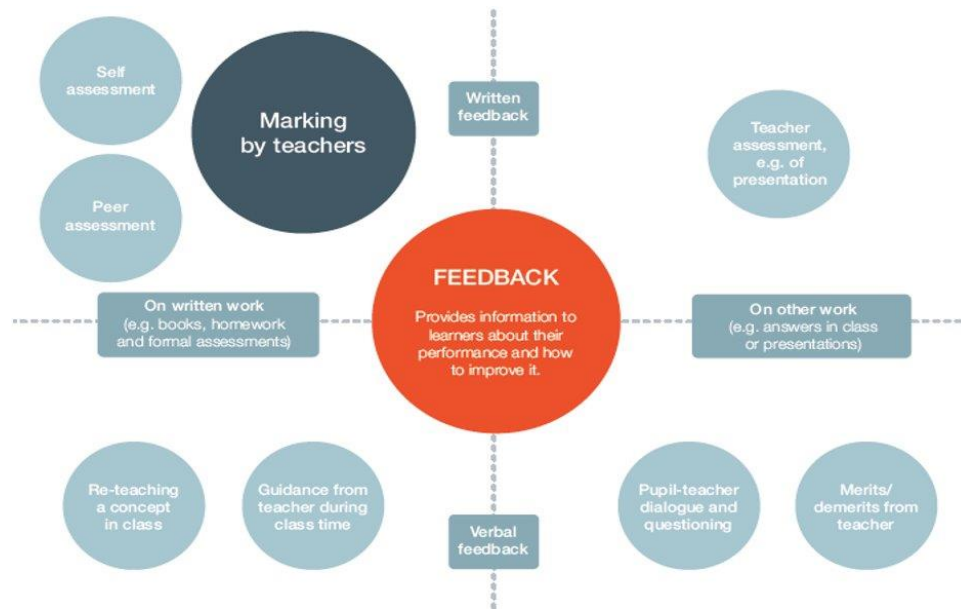 Self
assessment
Marking
by teachers
Written
feedback
Teacher
assessment,
e.g. of
presentation
Peer
assessment
FEEDBACK
Provides information to
learners about their
performance and how
to improve it.
On written work
(e.g. books, homework
and formal assessments)
On other work
(e.g. answers in class
or presentations)
Re-teaching
a concept
in class
Guidance from
teacher during
class time
Verbal
feedback
Pupil-teacher
dialogue and
questioning
Merits/
demerits from
teacher